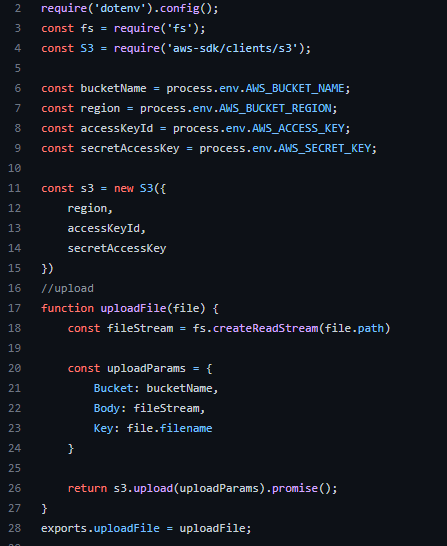 2 require('dotenv').config();
3 const fs = require('fs');
4 const S3 = require('aws-sdk/clients/s3');
5
6 const bucketName = process.env.AWS_BUCKET_NAME;
7 const region = process.env.AWS_BUCKET_REGION;
8 const accessKeyId = process.env.AWS_ACCESS_KEY;
9 const secretAccessKey = process.env.AWS_SECRET_KEY;
10
11 const s3 = new S3({
12     region,
13     accessKeyId,
14     secretAccessKey
15 })
16 //upload
17 function uploadFile(file) {
18     const fileStream = fs.createReadStream(file.path)
19
20     const uploadParams = {
21         Bucket: bucketName,
22         Body: fileStream,
23         Key: file.filename
24     }
25
26     return s3.upload(uploadParams).promise();
27 }
28 exports.uploadFile = uploadFile;